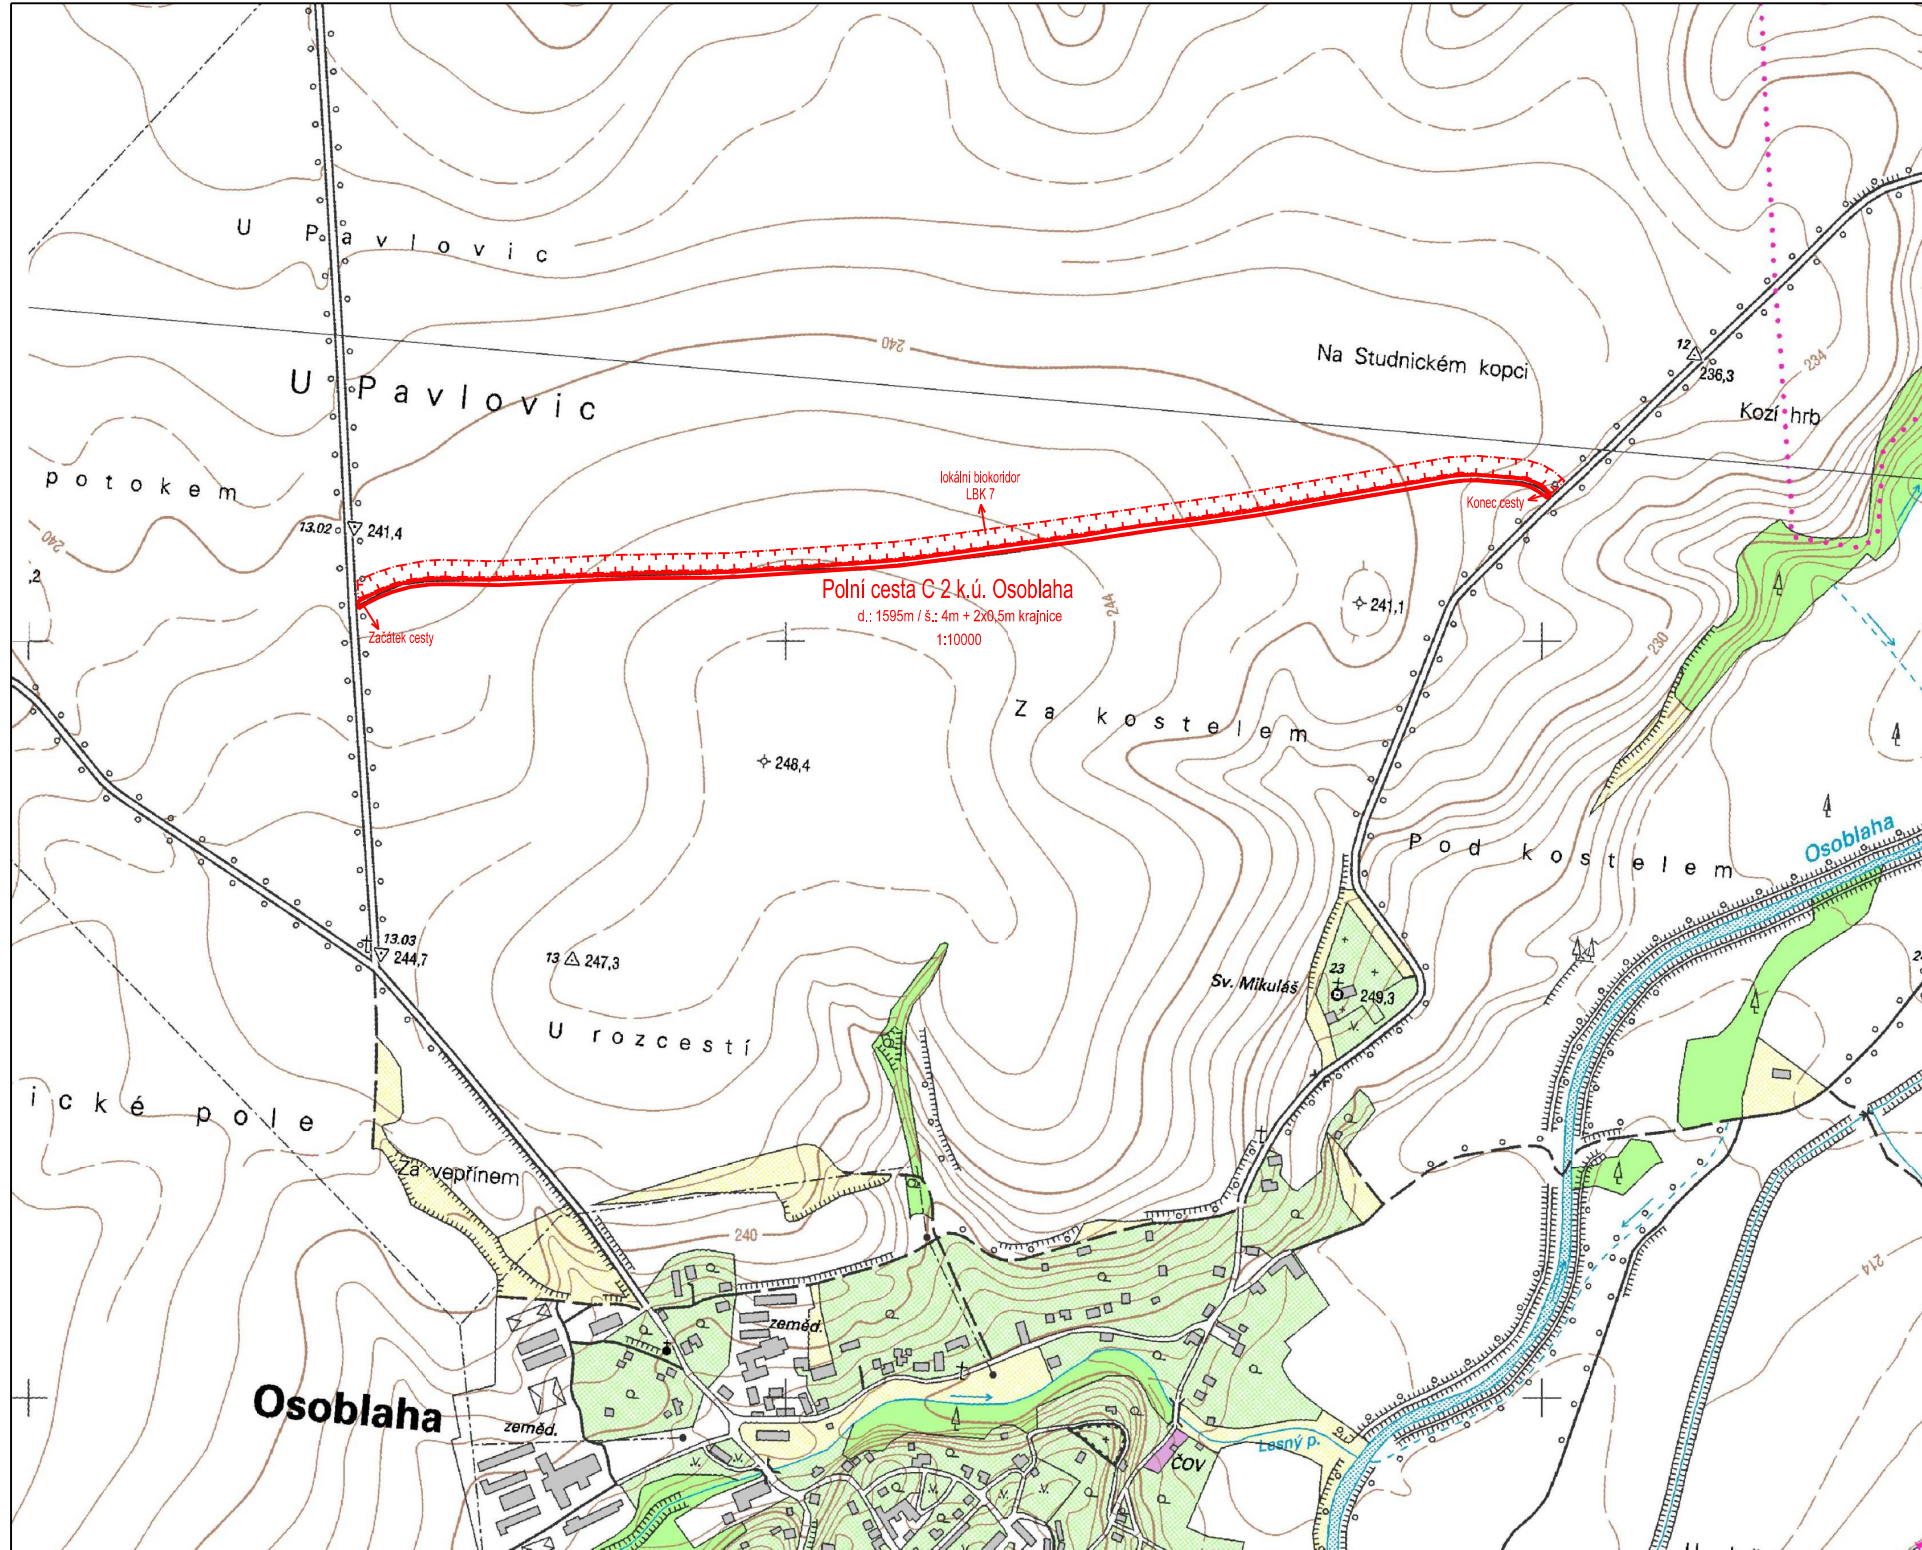 U Pavlovic
240
Na Studnickém kopci
12
236,3
234
U Pavlovic
Kozí hrb
potokem
lokální biokoridor
LBK 7
Konec cesty
13.02
241,4
240
,2
Polní cesta C 2 k.ú. Osoblaha
d.: 1595m / š.: 4m + 2x0,5m krajnice
1:10000
244
241,1
Začátek cesty
230
Za kostelem
248,4
Pod kostelem
Osoblaha
13.03
244,7
13
247,3
Sv. Mikuláš
23
249,3
U rozcestí
ické pole
Za vepřínem
240
214
zeměd.
Osoblaha
zeměd.
Lesný p.
ČOV